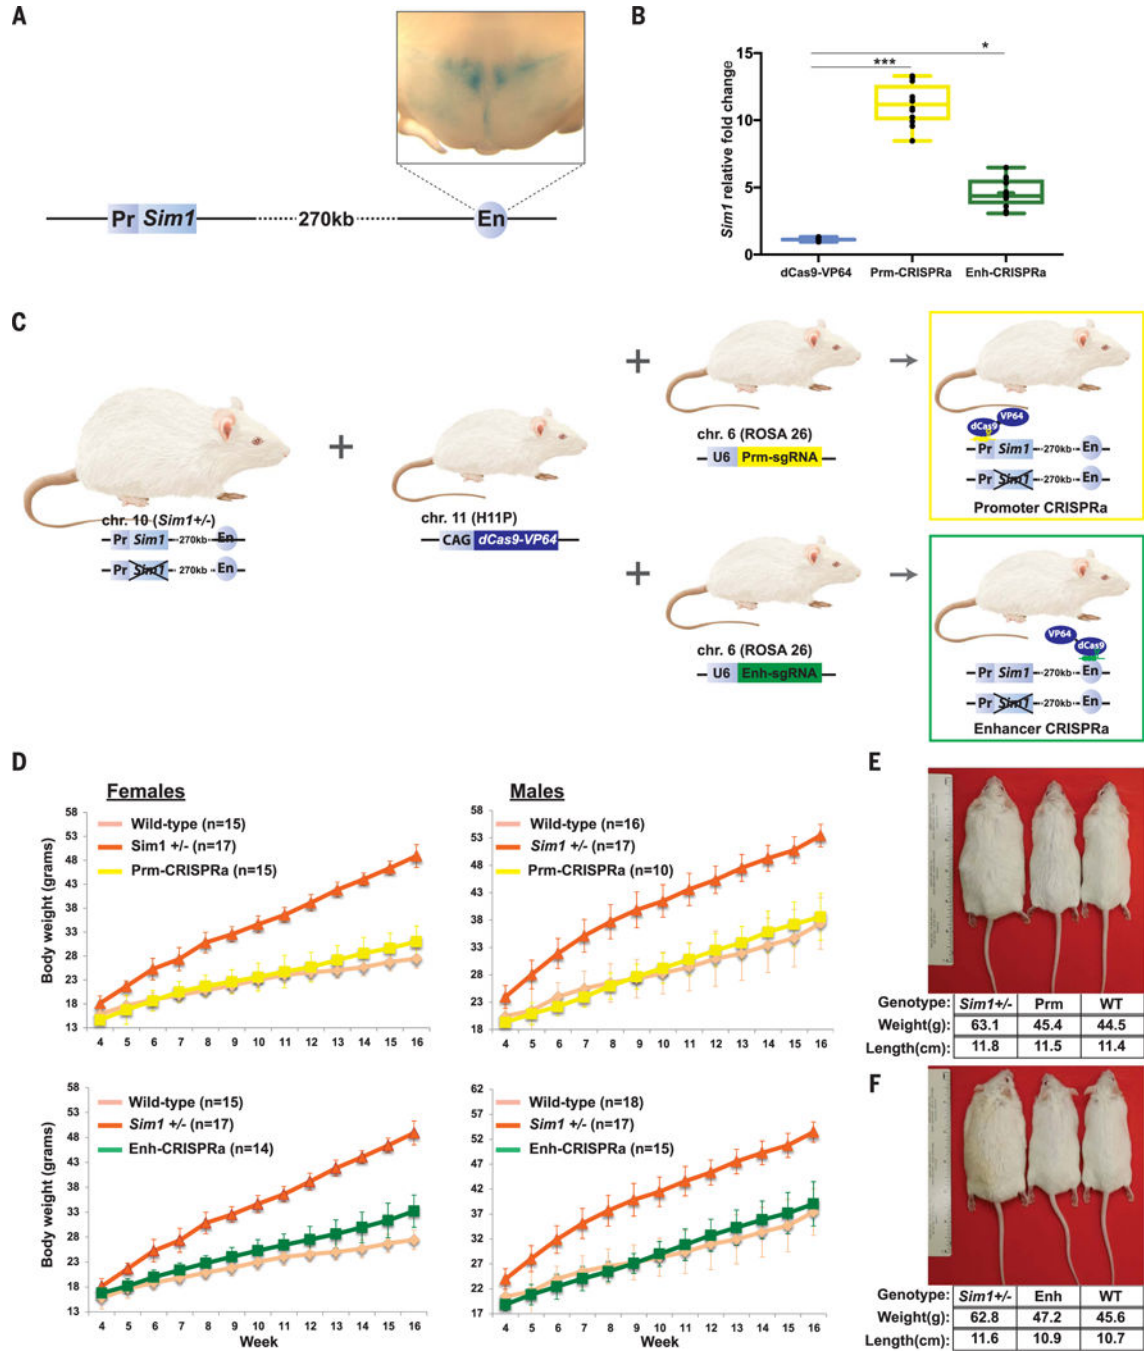 A
Pr Sim1 270kb En
B
Sim1 relative fold change
15
10
5
0
***
*
dCas9-VP64 Prm-CRISPRa Enh-CRISPRa
C
chr. 10 (Sim1+/-)
Pr Sim1 -270kb- En
Pr Sim1 270kb En
+
chr. 11 (H11P)
CAG dCas9-VP64
+
chr. 6 (ROSA 26)
U6 Prm-sgRNA
VP64
dCas9
Pr Sim1 -270kb- En
Pr Sim1 -270kb- En
Promoter CRISPRa
+
chr. 6 (ROSA 26)
U6 Enh-sgRNA
VP64
dCas9
Pr Sim1 -270kb- En
Pr Sim1 -270kb- En
Enhancer CRISPRa
D
Females
Body weight (grams)
58
53
48
43
38
33
28
23
18
13
Wild-type (n=15)
Sim1 +/- (n=17)
Prm-CRISPRa (n=15)
4 5 6 7 8 9 10 11 12 13 14 15 16
Males
58
53
48
43
38
33
28
23
18
Wild-type (n=16)
Sim1 +/- (n=17)
Prm-CRISPRa (n=10)
4 5 6 7 8 9 10 11 12 13 14 15 16
Body weight (grams)
58
53
48
43
38
33
28
23
18
13
Wild-type (n=15)
Sim1 +/- (n=17)
Enh-CRISPRa (n=14)
4 5 6 7 8 9 10 11 12 13 14 15 16
62
57
52
47
42
37
32
27
22
17
Wild-type (n=18)
Sim1 +/- (n=17)
Enh-CRISPRa (n=15)
4 5 6 7 8 9 10 11 12 13 14 15 16
Week
E
Genotype: Sim1+/- Prm WT
Weight(g): 63.1 45.4 44.5
Length(cm): 11.8 11.5 11.4
F
Genotype: Sim1+/- Enh WT
Weight(g): 62.8 47.2 45.6
Length(cm): 11.6 10.9 10.7